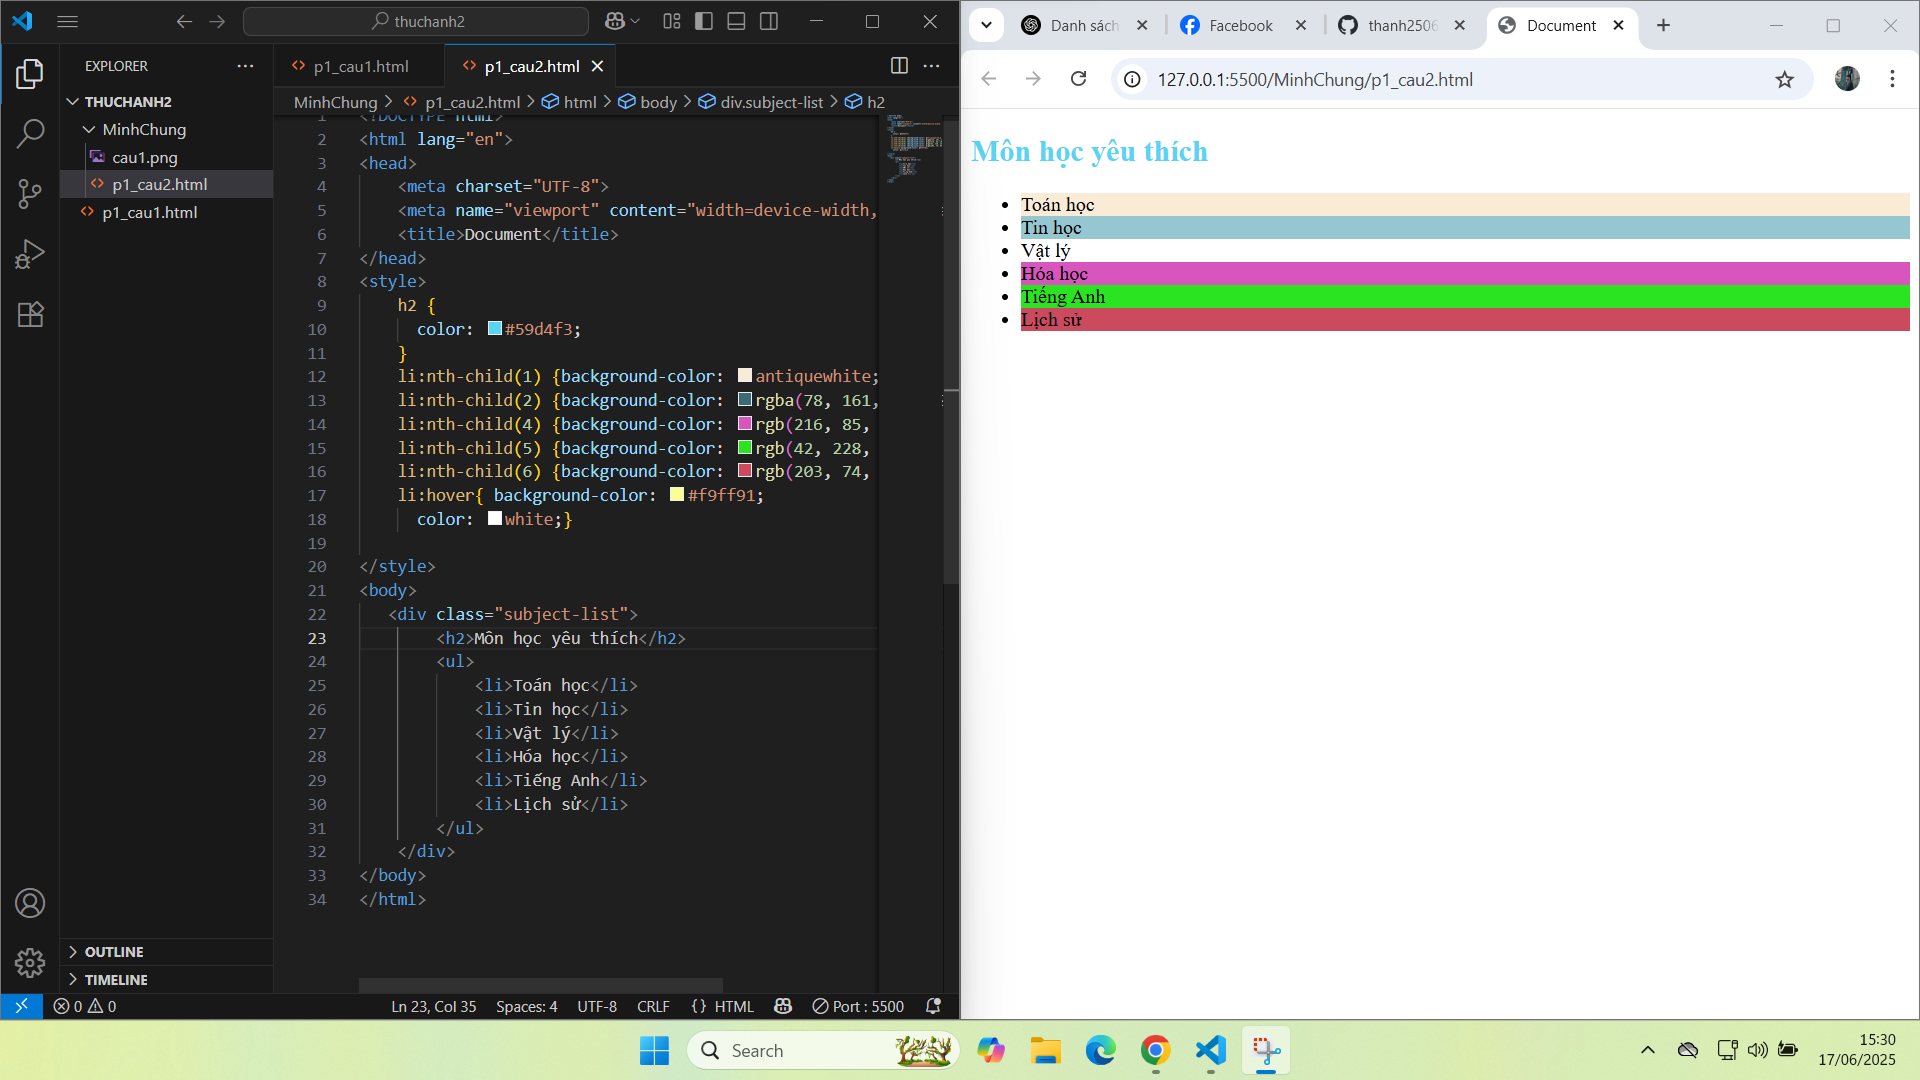 thuchanh2
EXPLORER
THUCHANH2
MinhChung
cau1.png
p1_cau2.html
p1_cau1.html
OUTLINE
TIMELINE
p1_cau1.html
p1_cau2.html
MinhChung > p1_cau2.html > html > body > div.subject-list > h2
1 <!DOCTYPE html>
2 <html lang="en">
3 <head>
4 <meta charset="UTF-8">
5 <meta name="viewport" content="width=device-width,
6 <title>Document</title>
7 </head>
8 <style>
9 h2 {
10 color: #59d4f3;
11 }
12 li:nth-child(1) {background-color: antiquewhite;
13 li:nth-child(2) {background-color: rgba(78, 161,
14 li:nth-child(4) {background-color: rgb(216, 85,
15 li:nth-child(5) {background-color: rgb(42, 228,
16 li:nth-child(6) {background-color: rgb(203, 74,
17 li:hover{ background-color: #f9ff91;
18 color: white;}
19
20 </style>
21 <body>
22 <div class="subject-list">
23 <h2>Môn học yêu thích</h2>
24 <ul>
25 <li>Toán học</li>
26 <li>Tin học</li>
27 <li>Vật lý</li>
28 <li>Hóa học</li>
29 <li>Tiếng Anh</li>
30 <li>Lịch sử</li>
31 </ul>
32 </div>
33 </body>
34 </html>
0 0 Ln 23, Col 35 Spaces: 4 UTF-8 CRLF {} HTML Port : 5500
Danh sách Facebook thanh2506 Document
127.0.0.1:5500/MinhChung/p1_cau2.html
Môn học yêu thích
• Toán học
• Tin học
• Vật lý
• Hóa học
• Tiếng Anh
• Lịch sử
Search
15:30
17/06/2025